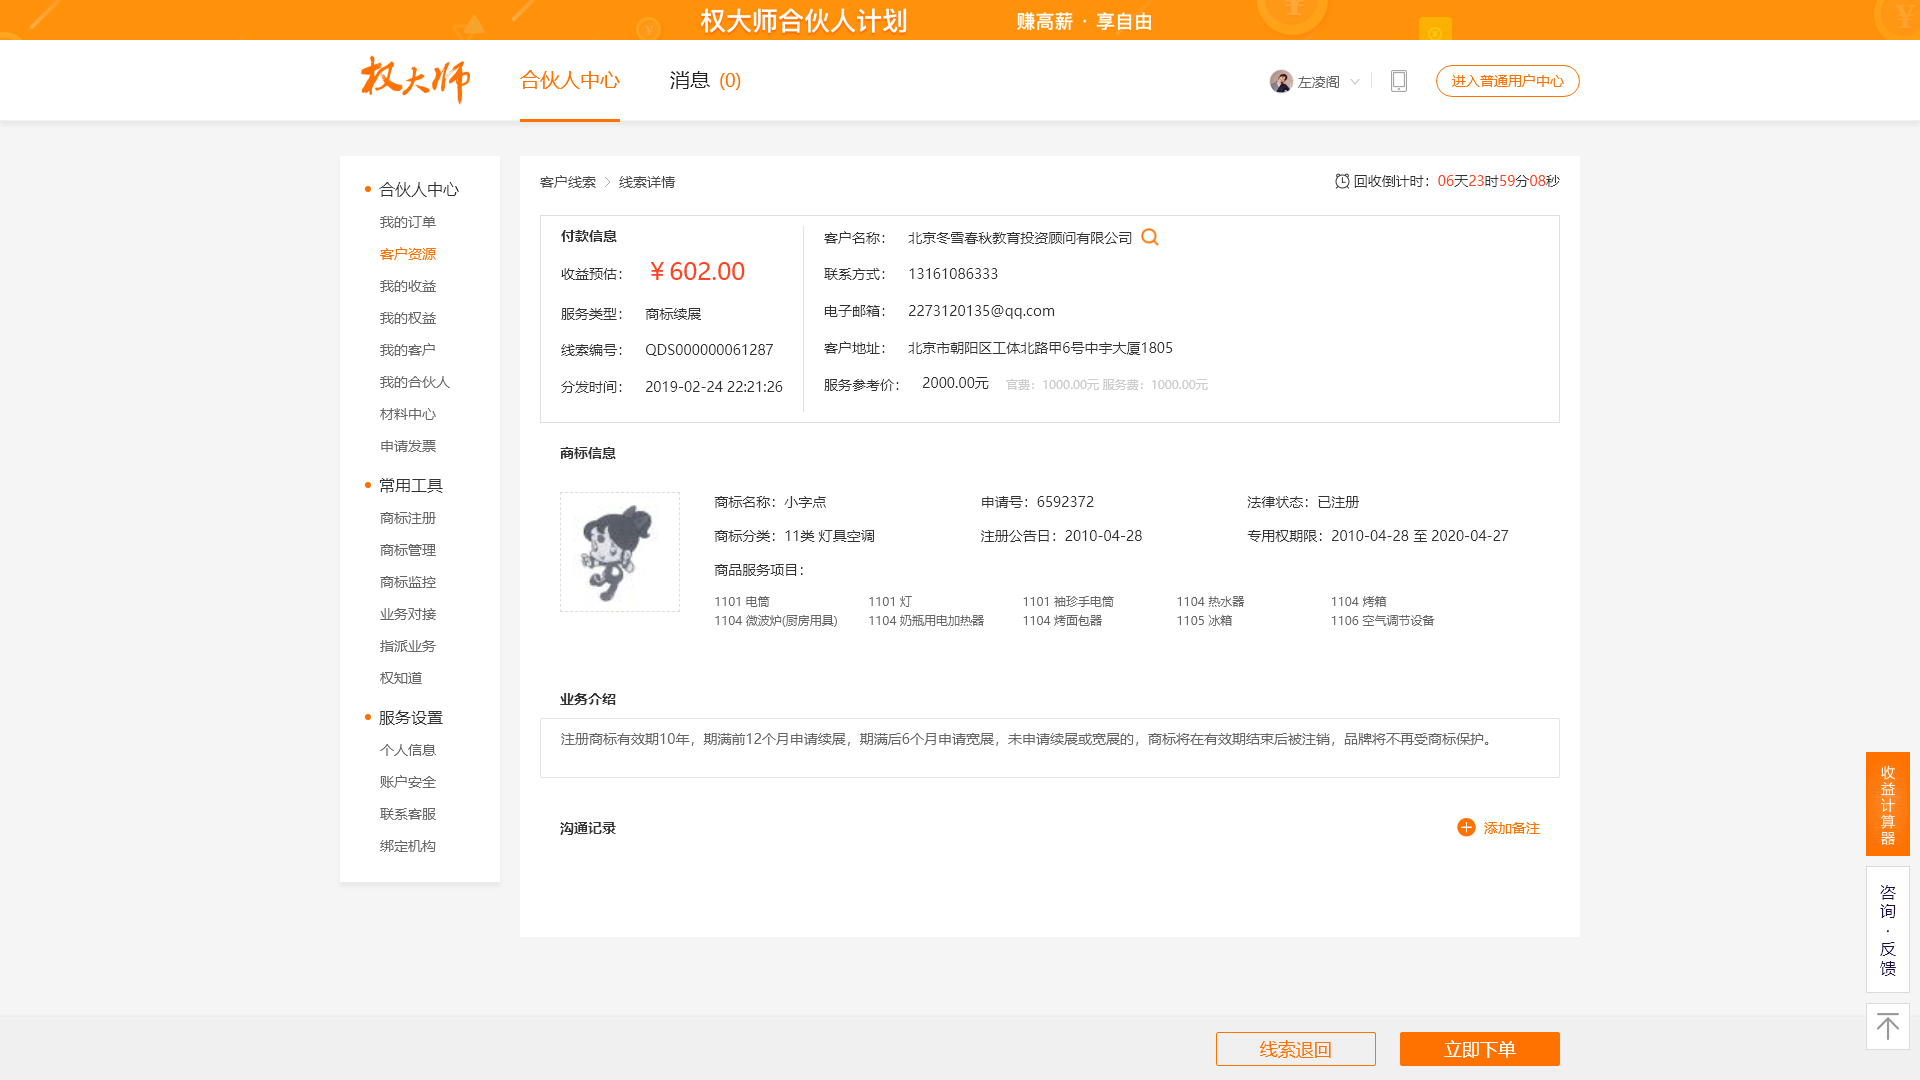 权大师合伙人计划 赚高薪 · 享自由
权大师 合伙人中心 消息 (0) 左凌阁 进入普通用户中心
合伙人中心
我的订单
客户资源
我的收益
我的权益
我的客户
我的合伙人
材料中心
申请发票
常用工具
商标注册
商标管理
商标监控
业务对接
指派业务
权知道
服务设置
个人信息
账户安全
联系客服
绑定机构
客户线索 > 线索详情 回收倒计时：06天23时59分08秒
付款信息
收益预估： ¥ 602.00
服务类型： 商标续展
线索编号： QDS000000061287
分发时间： 2019-02-24 22:21:26
客户名称： 北京冬雪春秋教育投资顾问有限公司
联系方式： 13161086333
电子邮箱： 2273120135@qq.com
客户地址： 北京市朝阳区工体北路甲6号中宇大厦1805
服务参考价： 2000.00元 官费：1000.00元 服务费：1000.00元
商标信息
商标名称：小字点 申请号：6592372 法律状态：已注册
商标分类：11类 灯具空调 注册公告日：2010-04-28 专用权期限：2010-04-28 至 2020-04-27
商品服务项目：
1101 电筒 1101 灯 1101 袖珍手电筒 1104 热水器 1104 烤箱
1104 微波炉(厨房用具) 1104 奶瓶用电加热器 1104 烤面包器 1105 冰箱 1106 空气调节设备
业务介绍
注册商标有效期10年，期满前12个月申请续展，期满后6个月申请宽展，未申请续展或宽展的，商标将在有效期结束后被注销，品牌将不再受商标保护。
沟通记录 添加备注
收益计算器
咨询·反馈
线索退回 立即下单